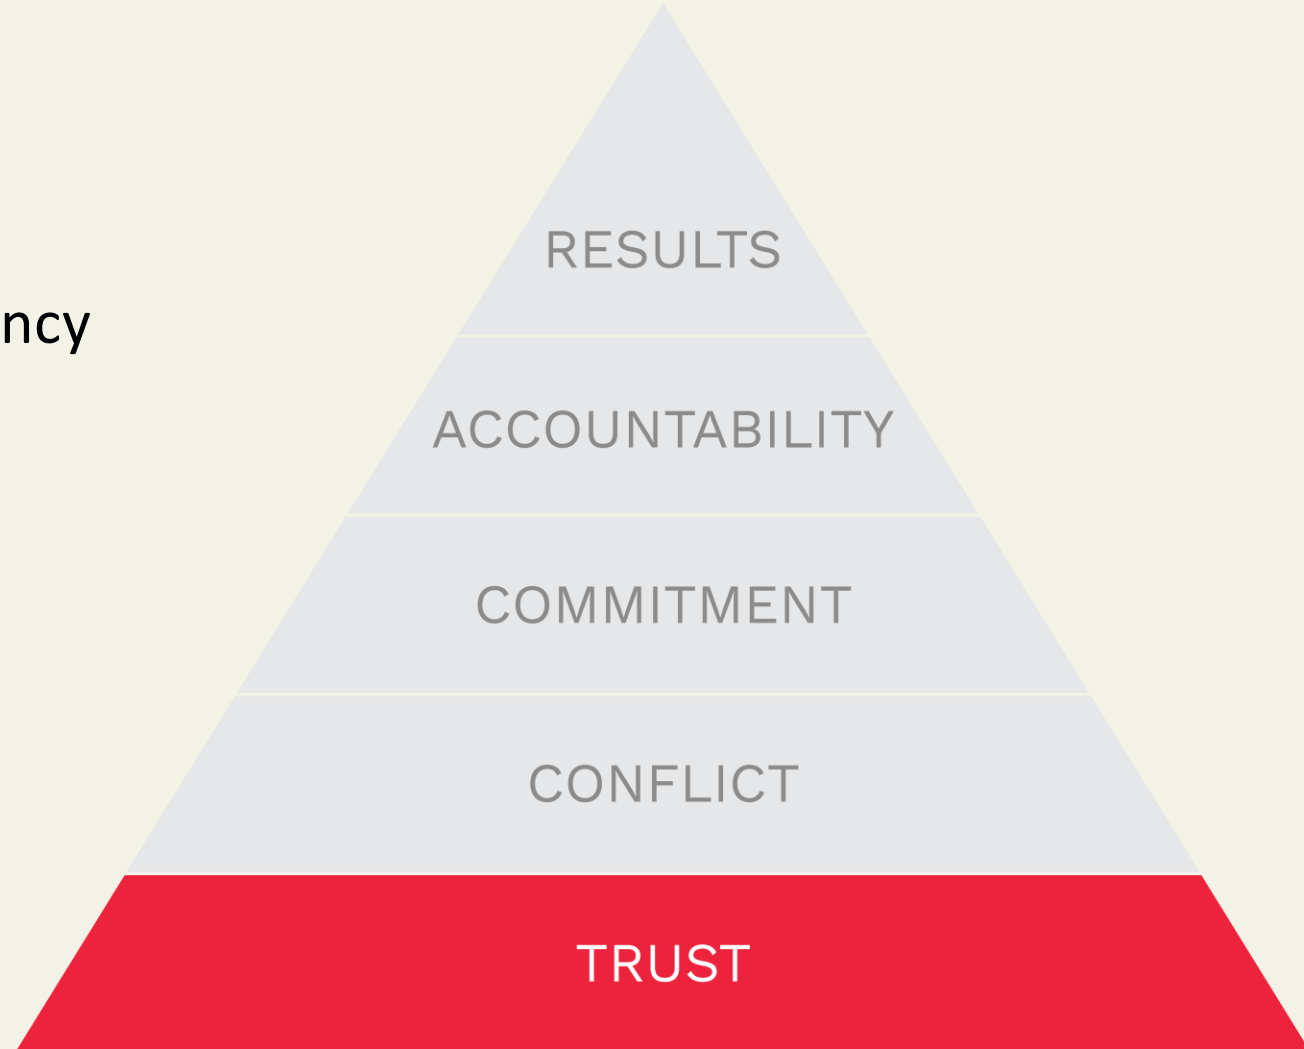 RESULTS
ncy
ACCOUNTABILITY
COMMITMENT
CONFLICT
TRUST